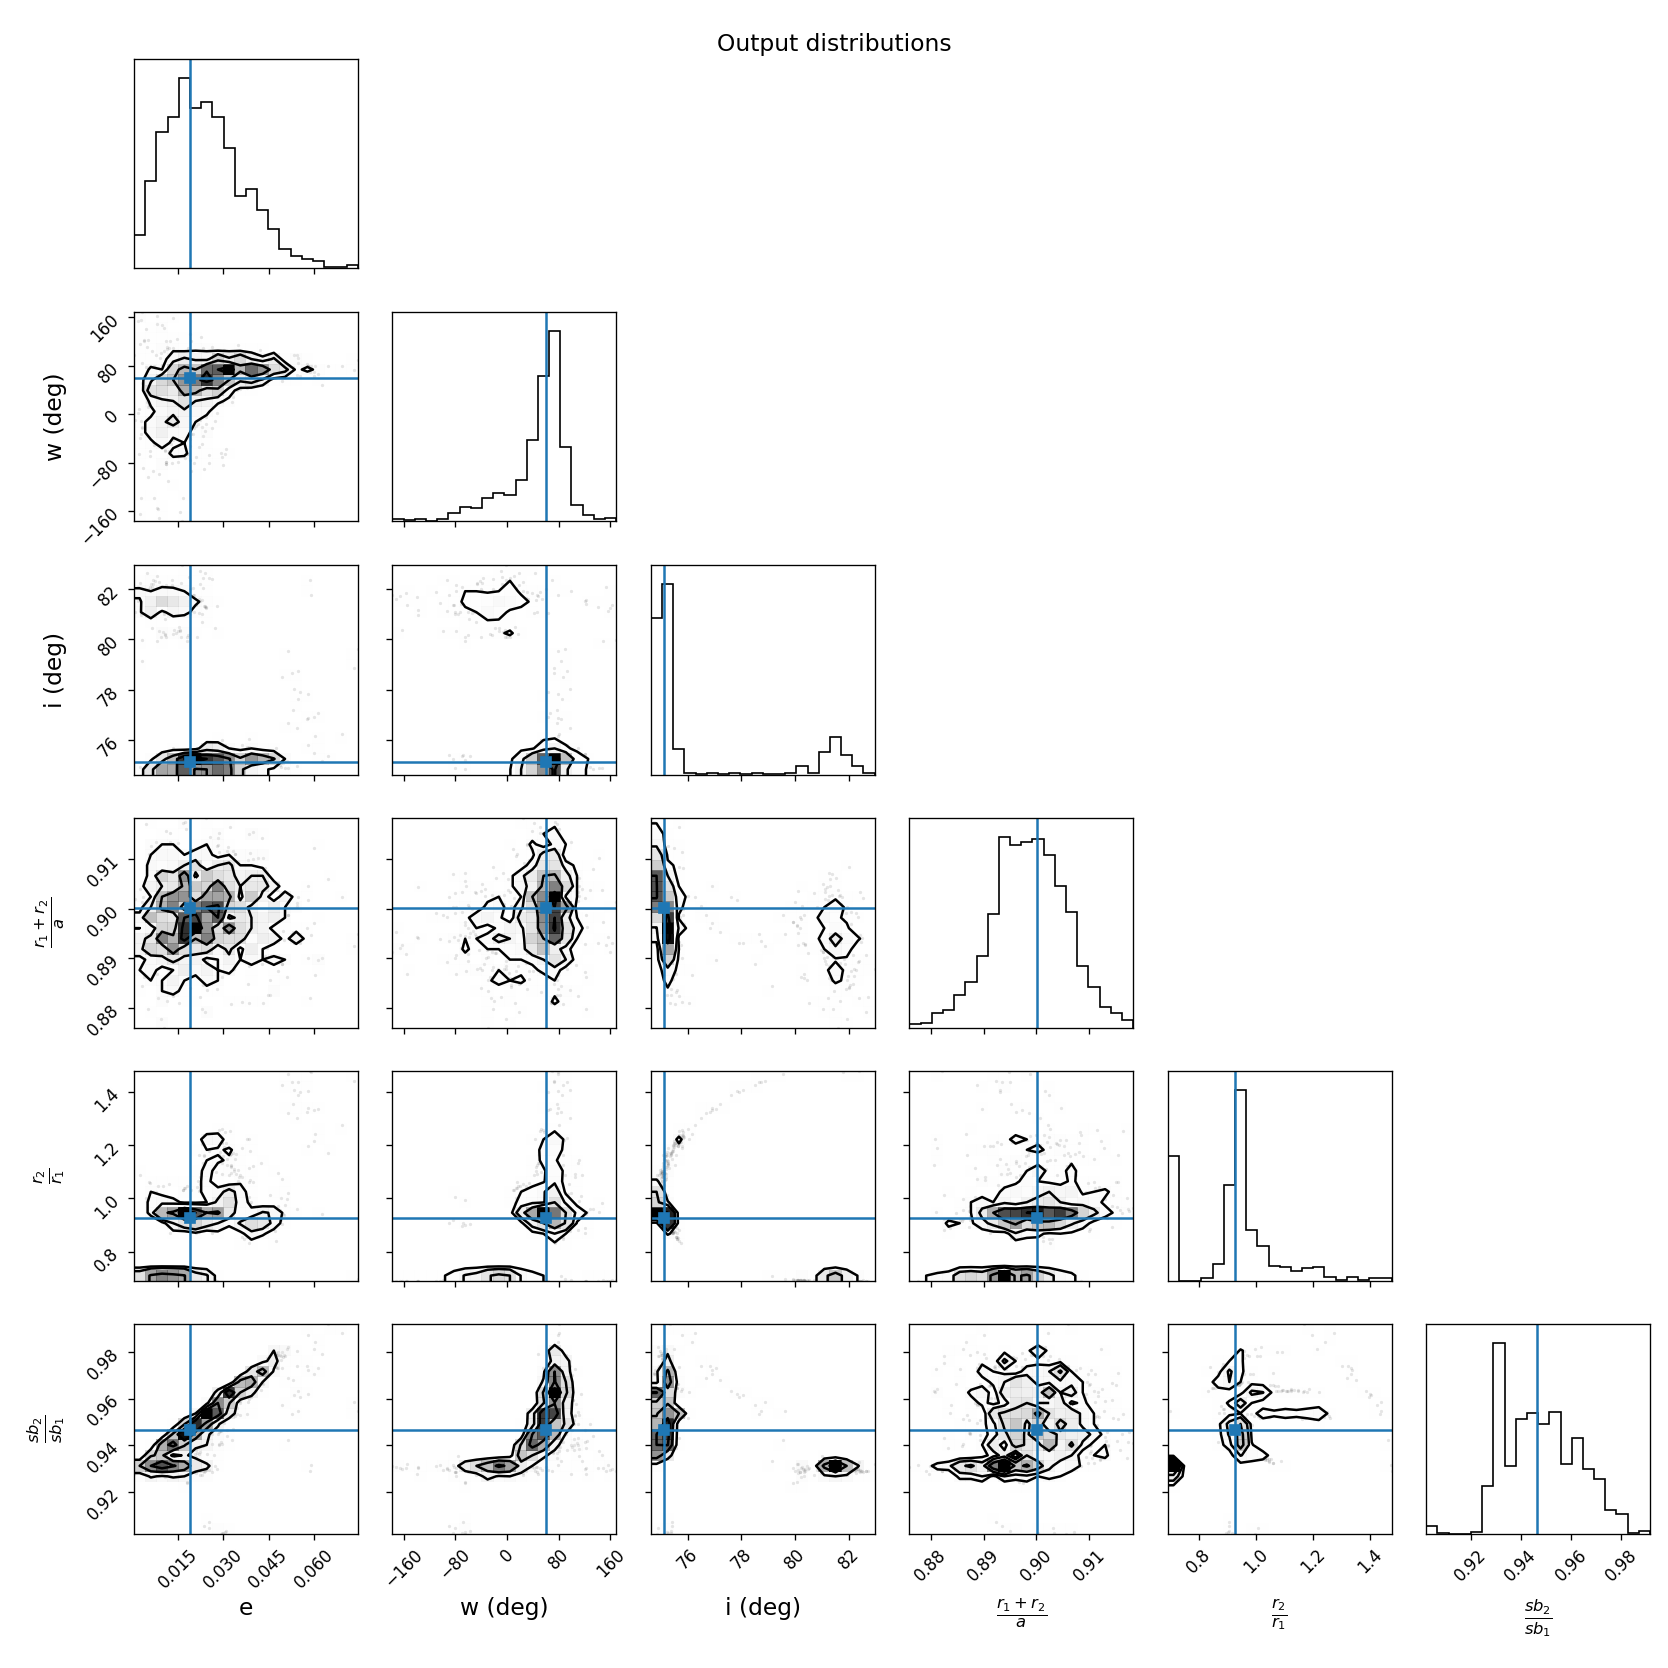 Output distributions
160
80
0
−80
−160
w (deg)
82
80
78
76
i (deg)
0.91
0.90
0.89
0.88
r₁ + r₂
a
1.4
1.2
1.0
0.8
r₂
r₁
0.98
0.96
0.94
0.92
sb₂
sb₁
0.015 0.030 0.045 0.060 −160 −80 0 80 160 76 78 80 82 0.88 0.89 0.90 0.91 0.8 1.0 1.2 1.4 0.92 0.94 0.96 0.98
e w (deg) i (deg) r₁ + r₂ r₂ sb₂
a r₁ sb₁